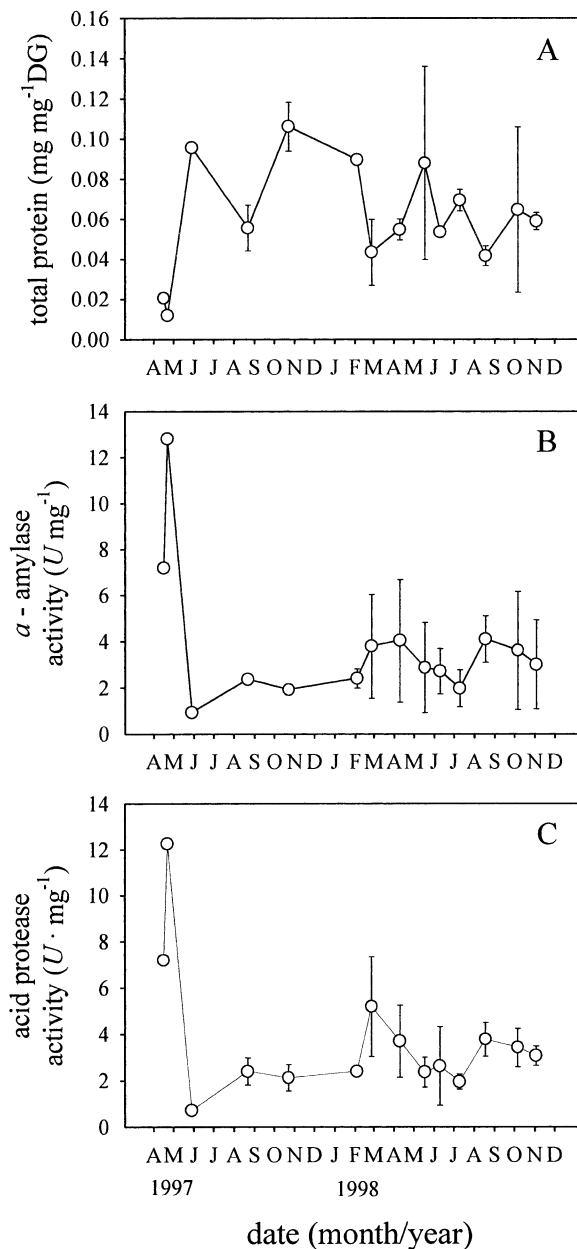 A
total protein (mg mg⁻¹DG)
0.16
0.14
0.12
0.10
0.08
0.06
0.04
0.02
0.00
A M J J A S O N D J F M A M J J A S O N D
B
a - amylase
activity (U mg⁻¹)
14
12
10
8
6
4
2
0
A M J J A S O N D J F M A M J J A S O N D
C
acid protease
activity (U · mg⁻¹)
14
12
10
8
6
4
2
0
A M J J A S O N D J F M A M J J A S O N D
1997 1998
date (month/year)